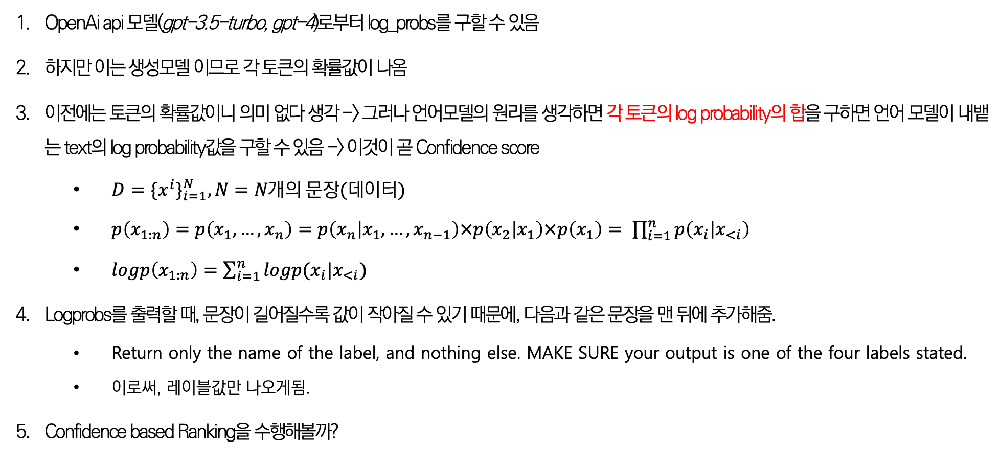 1. OpenAi api 모델(gpt-3.5-turbo, gpt-4)로부터 log_probs를 구할 수 있음
2. 하지만 이는 생성모델 이므로 각 토큰의 확률값이 나옴
3. 이전에는 토큰의 확률값이니 의미 없다 생각 -> 그러나 언어모델의 원리를 생각하면 각 토큰의 log probability의 합을 구하면 언어 모델이 내뱉
는 text의 log probability값을 구할 수 있음 -> 이것이 곧 Confidence score
• $D = \{x^i\}_{i=1}^N, N = N$개의 문장(데이터)
• $p(x_{1:n}) = p(x_1, \ldots, x_n) = p(x_n|x_1, \ldots, x_{n-1}) \times p(x_2|x_1) \times p(x_1) = \prod_{i=1}^n p(x_i|x_{<i})$
• $logp(x_{1:n}) = \sum_{i=1}^n logp(x_i|x_{<i})$
4. Logprobs를 출력할 때, 문장이 길어질수록 값이 작아질 수 있기 때문에, 다음과 같은 문장을 맨 뒤에 추가해줌.
• Return only the name of the label, and nothing else. MAKE SURE your output is one of the four labels stated.
• 이로써, 레이블값만 나오게됨.
5. Confidence based Ranking을 수행해볼까?